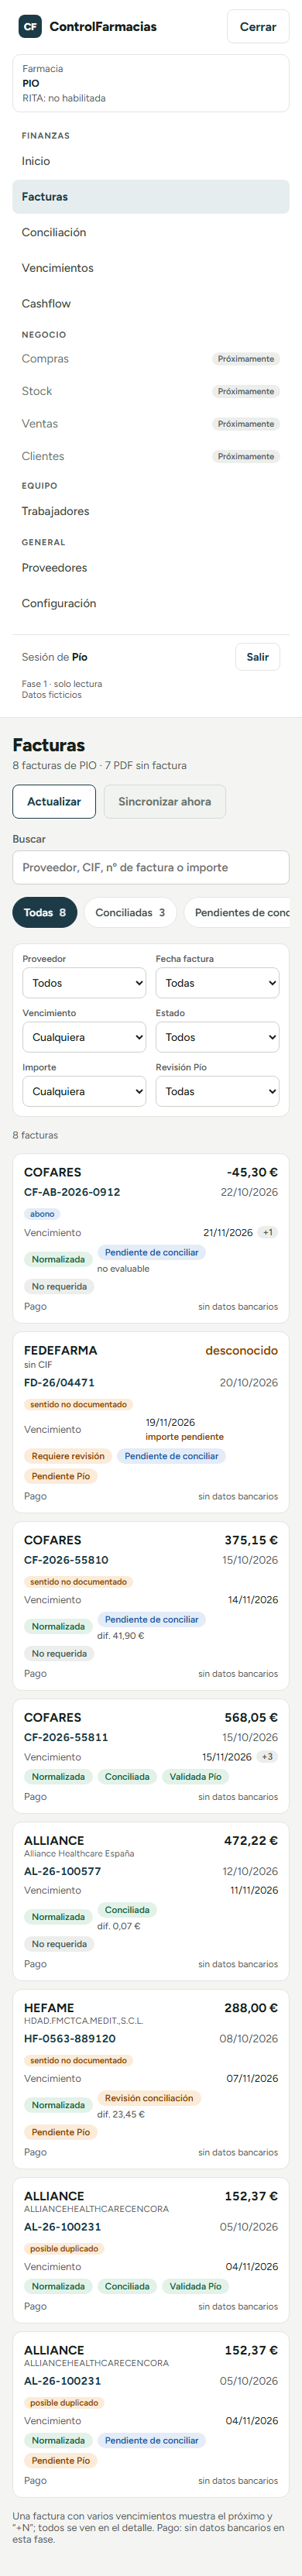 CF ControlFarmacias Cerrar
Farmacia
PIO
RITA: no habilitada
FINANZAS
Inicio
Facturas
Conciliación
Vencimientos
Cashflow
NEGOCIO
Compras Próximamente
Stock Próximamente
Ventas Próximamente
Clientes Próximamente
EQUIPO
Trabajadores
GENERAL
Proveedores
Configuración
Sesión de Pío Salir
Fase 1 · solo lectura
Datos ficticios
Facturas
8 facturas de PIO · 7 PDF sin factura
Actualizar Sincronizar ahora
Buscar
Proveedor, CIF, nº de factura o importe
Todas 8 Conciliadas 3 Pendientes de conc
Proveedor Fecha factura
Todos Todas
Vencimiento Estado
Cualquiera Todos
Importe Revisión Pío
Cualquiera Todas
8 facturas
COFARES -45,30 €
CF-AB-2026-0912 22/10/2026
abono
Vencimiento 21/11/2026 +1
Normalizada Pendiente de conciliar
no evaluable
No requerida
Pago sin datos bancarios
FEDEFARMA desconocido
sin CIF
FD-26/04471 20/10/2026
sentido no documentado
Vencimiento 19/11/2026
importe pendiente
Requiere revisión Pendiente de conciliar
Pendiente Pío
Pago sin datos bancarios
COFARES 375,15 €
CF-2026-55810 15/10/2026
sentido no documentado
Vencimiento 14/11/2026
Normalizada Pendiente de conciliar
dif. 41,90 €
No requerida
Pago sin datos bancarios
COFARES 568,05 €
CF-2026-55811 15/10/2026
Vencimiento 15/11/2026 +3
Normalizada Conciliada Validada Pío
Pago sin datos bancarios
ALLIANCE 472,22 €
Alliance Healthcare España
AL-26-100577 12/10/2026
Vencimiento 11/11/2026
Normalizada Conciliada
dif. 0,07 €
No requerida
Pago sin datos bancarios
HEFAME 288,00 €
HDAD.FMCTCA.MEDIT.,S.C.L.
HF-0563-889120 08/10/2026
sentido no documentado
Vencimiento 07/11/2026
Normalizada Revisión conciliación
dif. 23,45 €
Pendiente Pío
Pago sin datos bancarios
ALLIANCE 152,37 €
ALLIANCEHEALTHCARECENCORA
AL-26-100231 05/10/2026
posible duplicado
Vencimiento 04/11/2026
Normalizada Conciliada Validada Pío
Pago sin datos bancarios
ALLIANCE 152,37 €
ALLIANCEHEALTHCARECENCORA
AL-26-100231 05/10/2026
posible duplicado
Vencimiento 04/11/2026
Normalizada Pendiente de conciliar
Pendiente Pío
Pago sin datos bancarios
Una factura con varios vencimientos muestra el próximo y
"+N"; todos se ven en el detalle. Pago: sin datos bancarios en
esta fase.